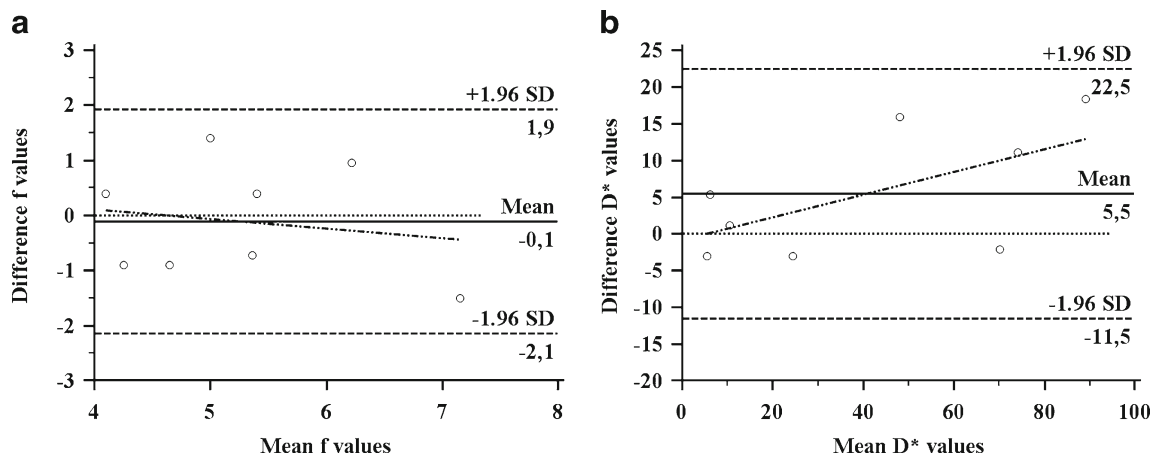 a
3
2
1
0
-1
-2
-3
4 5 6 7 8
Difference f values
Mean f values
+1.96 SD
1,9
Mean
-0,1
-1.96 SD
-2,1
b
25
20
15
10
5
0
-5
-10
-15
-20
0 20 40 60 80 100
Difference D* values
Mean D* values
+1.96 SD
22,5
Mean
5,5
-1.96 SD
-11,5